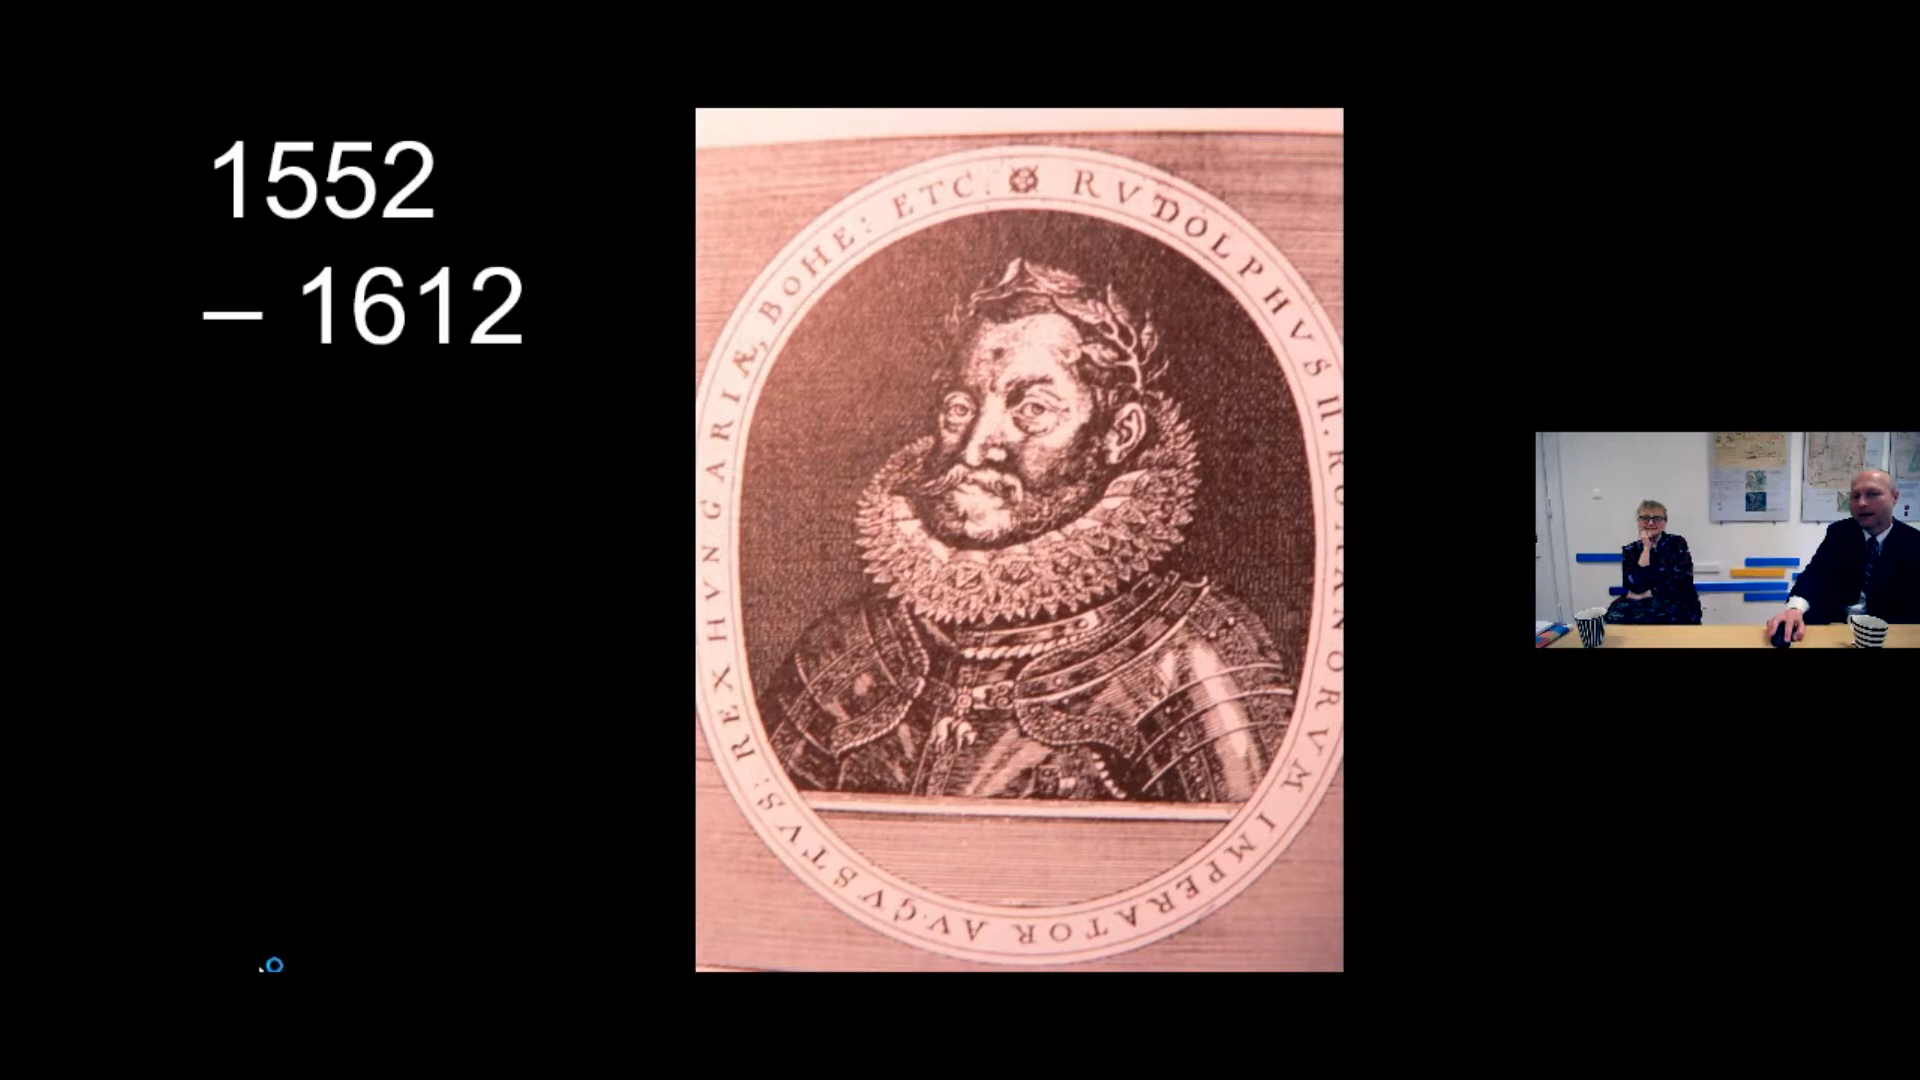 1552
– 1612
RVDOLPHVS II. ROMANORVM IMPERATOR AVGVSTVS: REX HVNGARIÆ, BOHE: ETC.